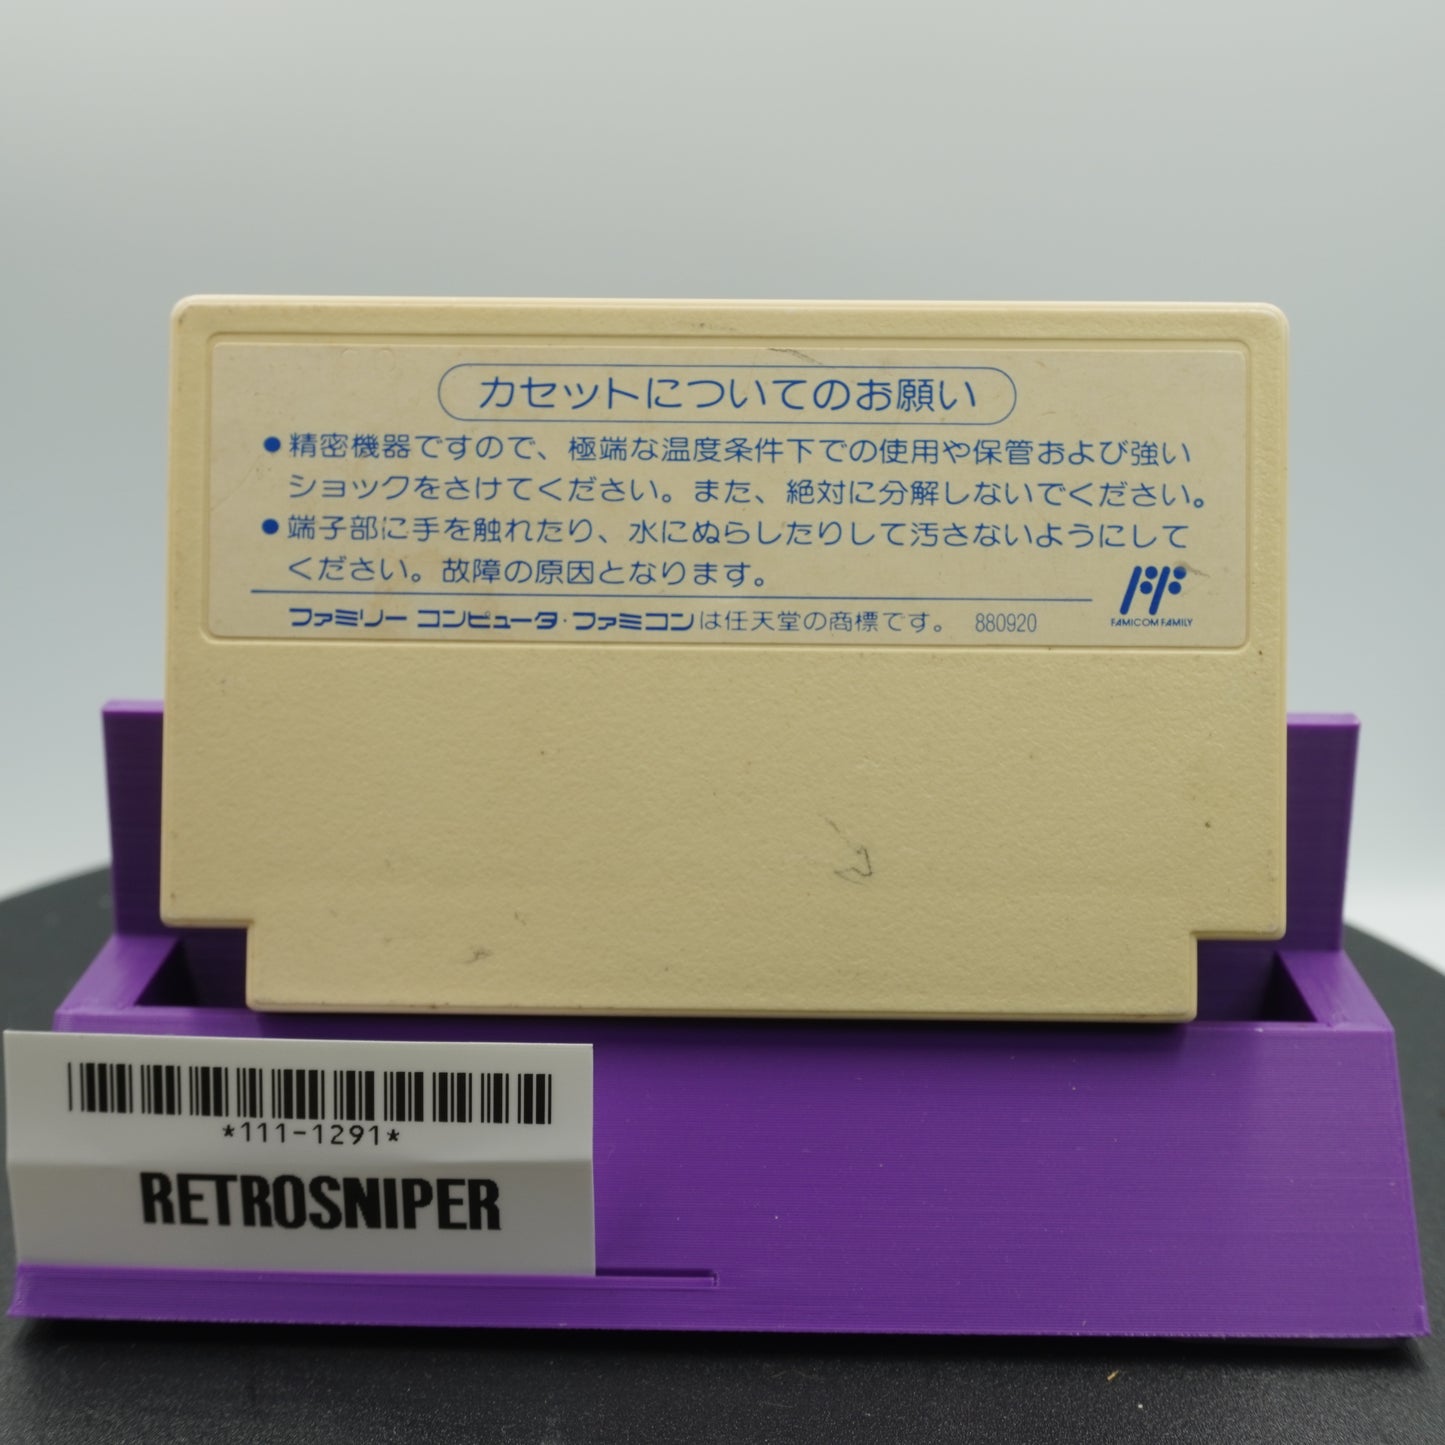 カセットについてのお願い
●精密機器ですので、極端な温度条件下での使用や保管および強い
ショックをさけてください。また、絶対に分解しないでください。
●端子部に手を触れたり、水にぬらしたりして汚さないようにして
ください。故障の原因となります。
ファミリーコンピュータ・ファミコンは任天堂の商標です。 880920
FAMICOM FAMILY
*111-1291*
RETROSNIPER